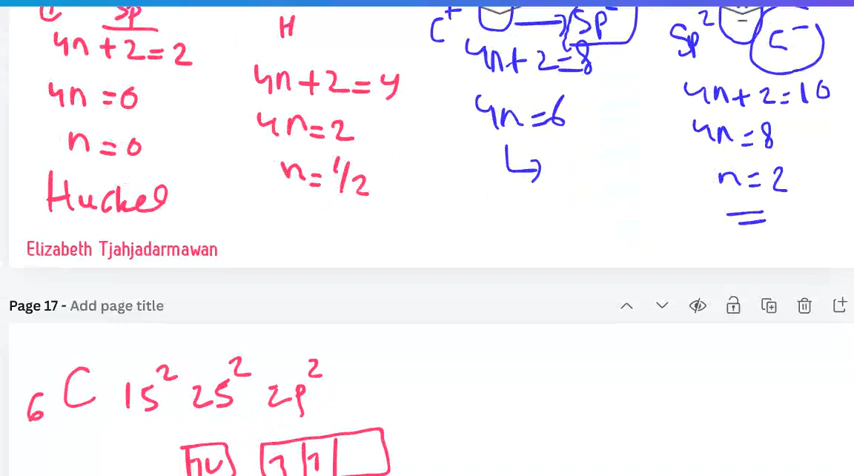 Sp
4n + 2 = 2
4n = 0
n = 0
Huckel
H
4n + 2 = 4
4n = 2
n = 1/2
C+ → Sp²
4n + 2 = 8
4n = 6
Sp² C⁻
4n + 2 = 10
4n = 8
n = 2
Elizabeth Tjahjadarmawan
Page 17 - Add page title
6 C 1s² 2s² 2p²